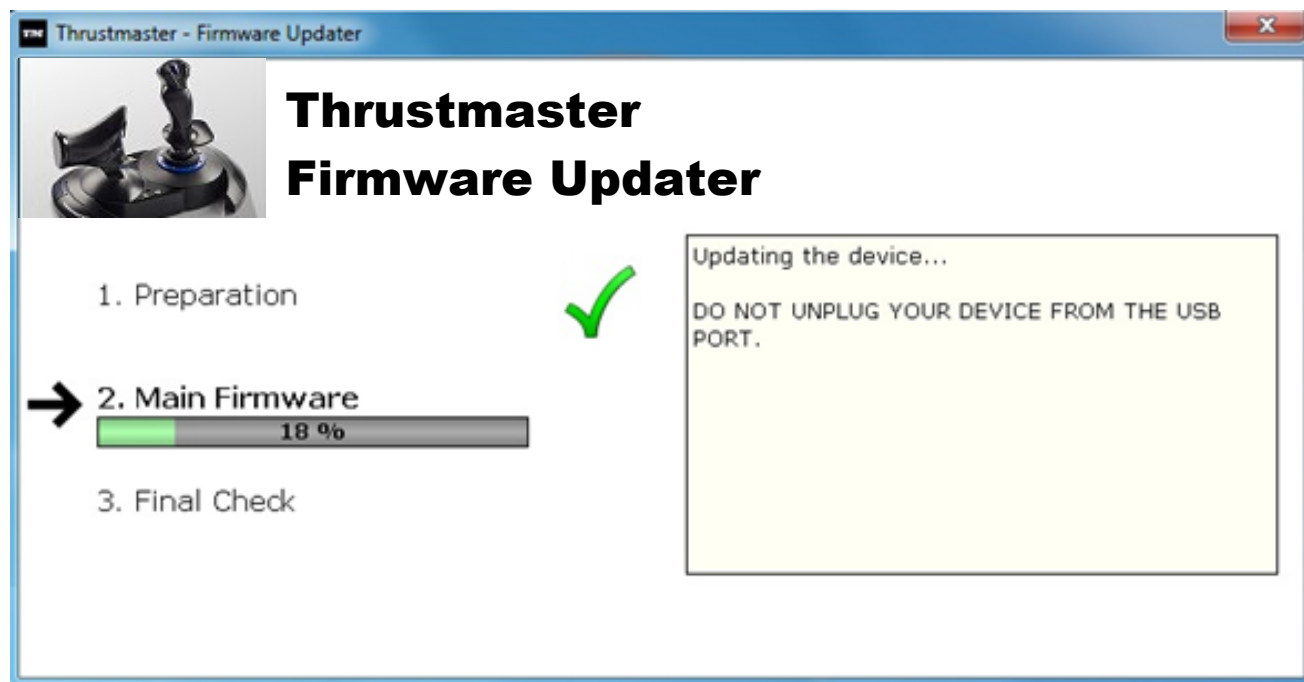 Thrustmaster - Firmware Updater
Thrustmaster
Firmware Updater
1. Preparation
2. Main Firmware
18 %
3. Final Check
Updating the device...
DO NOT UNPLUG YOUR DEVICE FROM THE USB
PORT.